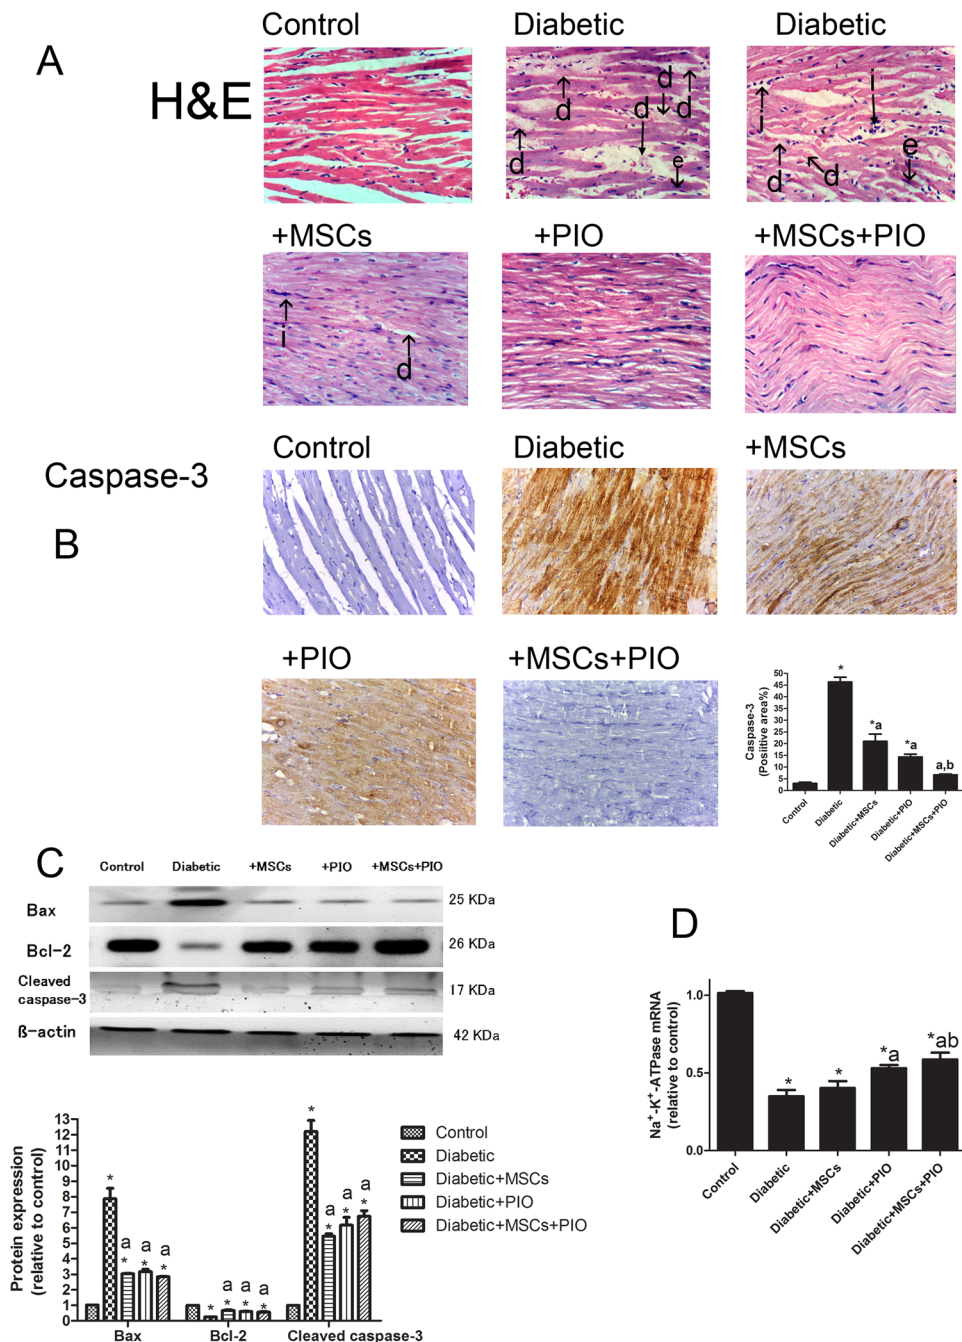 A
H&E
Control
Diabetic
Diabetic
d
d
d
d
d
d
e
i
i
e
d
d
+MSCs
+PIO
+MSCs+PIO
i
d
Caspase-3
B
Control
Diabetic
+MSCs
+PIO
+MSCs+PIO
Caspase-3
(Posiitive area%)
50
45
40
35
30
25
20
15
10
5
0
*
*a
*a
a,b
Control
Diabetic
Diabetic+MSCs
Diabetic+PIO
Diabetic+MSCs+PIO
C
Control Diabetic +MSCs +PIO +MSCs+PIO
Bax 25 KDa
Bcl-2 26 KDa
Cleaved
caspase-3 17 KDa
ß-actin 42 KDa
Protein expression
(relative to control)
13
12
11
10
9
8
7
6
5
4
3
2
1
0
*
a
*
a
*
a
*
*
a
*
a
*
a
*
*
a
*
a
*
a
*
Bax Bcl-2 Cleaved caspase-3
Control
Diabetic
Diabetic+MSCs
Diabetic+PIO
Diabetic+MSCs+PIO
D
Na⁺-K⁺-ATPase mRNA
(relative to control)
1.0
0.5
0.0
*
*
*a
*ab
Control
Diabetic
Diabetic+MSCs
Diabetic+PIO
Diabetic+MSCs+PIO